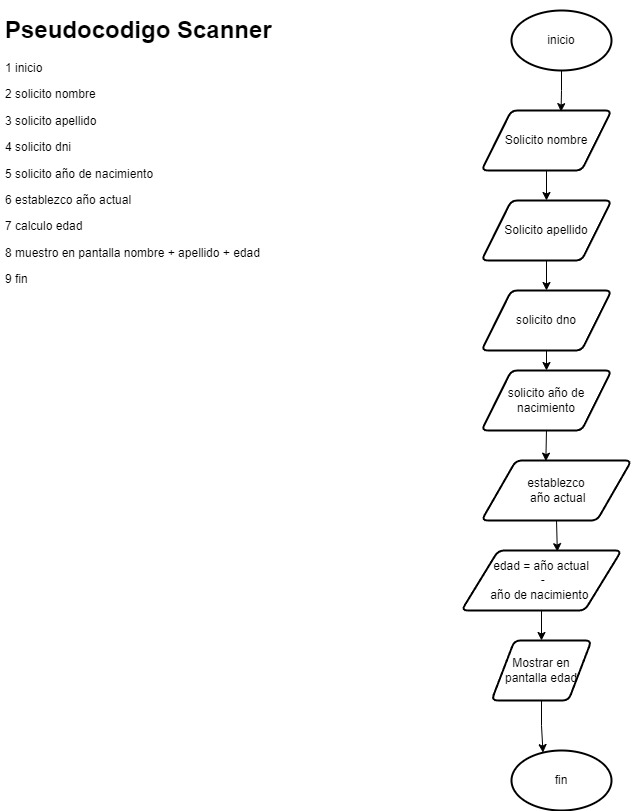 Pseudocodigo Scanner
1 inicio
2 solicito nombre
3 solicito apellido
4 solicito dni
5 solicito año de nacimiento
6 establezco año actual
7 calculo edad
8 muestro en pantalla nombre + apellido + edad
9 fin
inicio
Solicito nombre
Solicito apellido
solicito dno
solicito año de
nacimiento
establezco
año actual
edad = año actual
-
año de nacimiento
Mostrar en
pantalla edad
fin